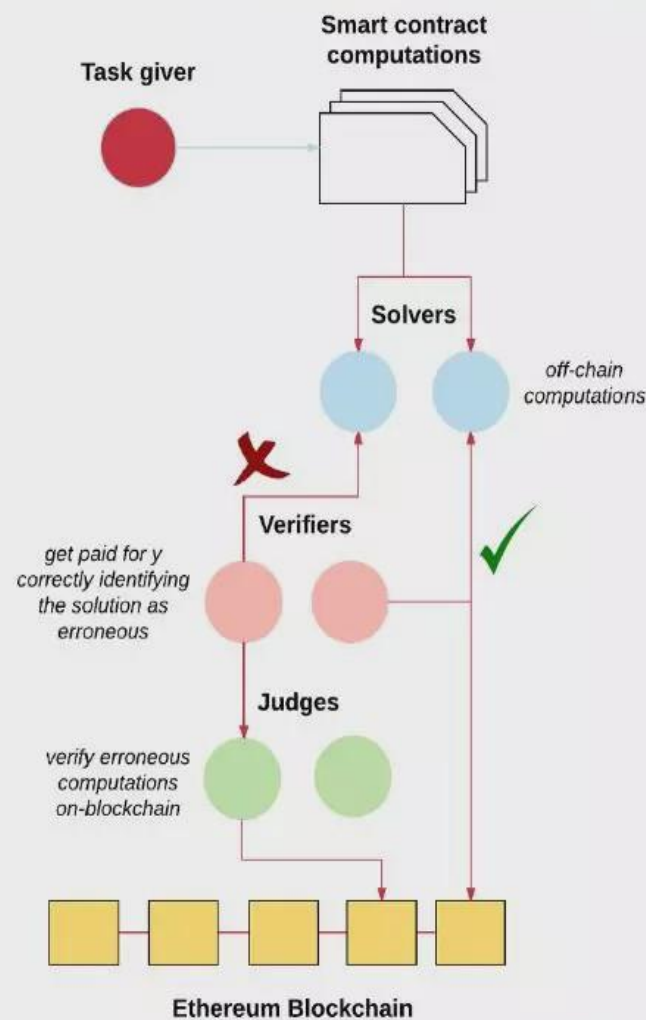 Smart contract
computations
Task giver
Solvers
off-chain
computations
Verifiers
get paid for y
correctly identifying
the solution as
erroneous
Judges
verify erroneous
computations
on-blockchain
Ethereum Blockchain